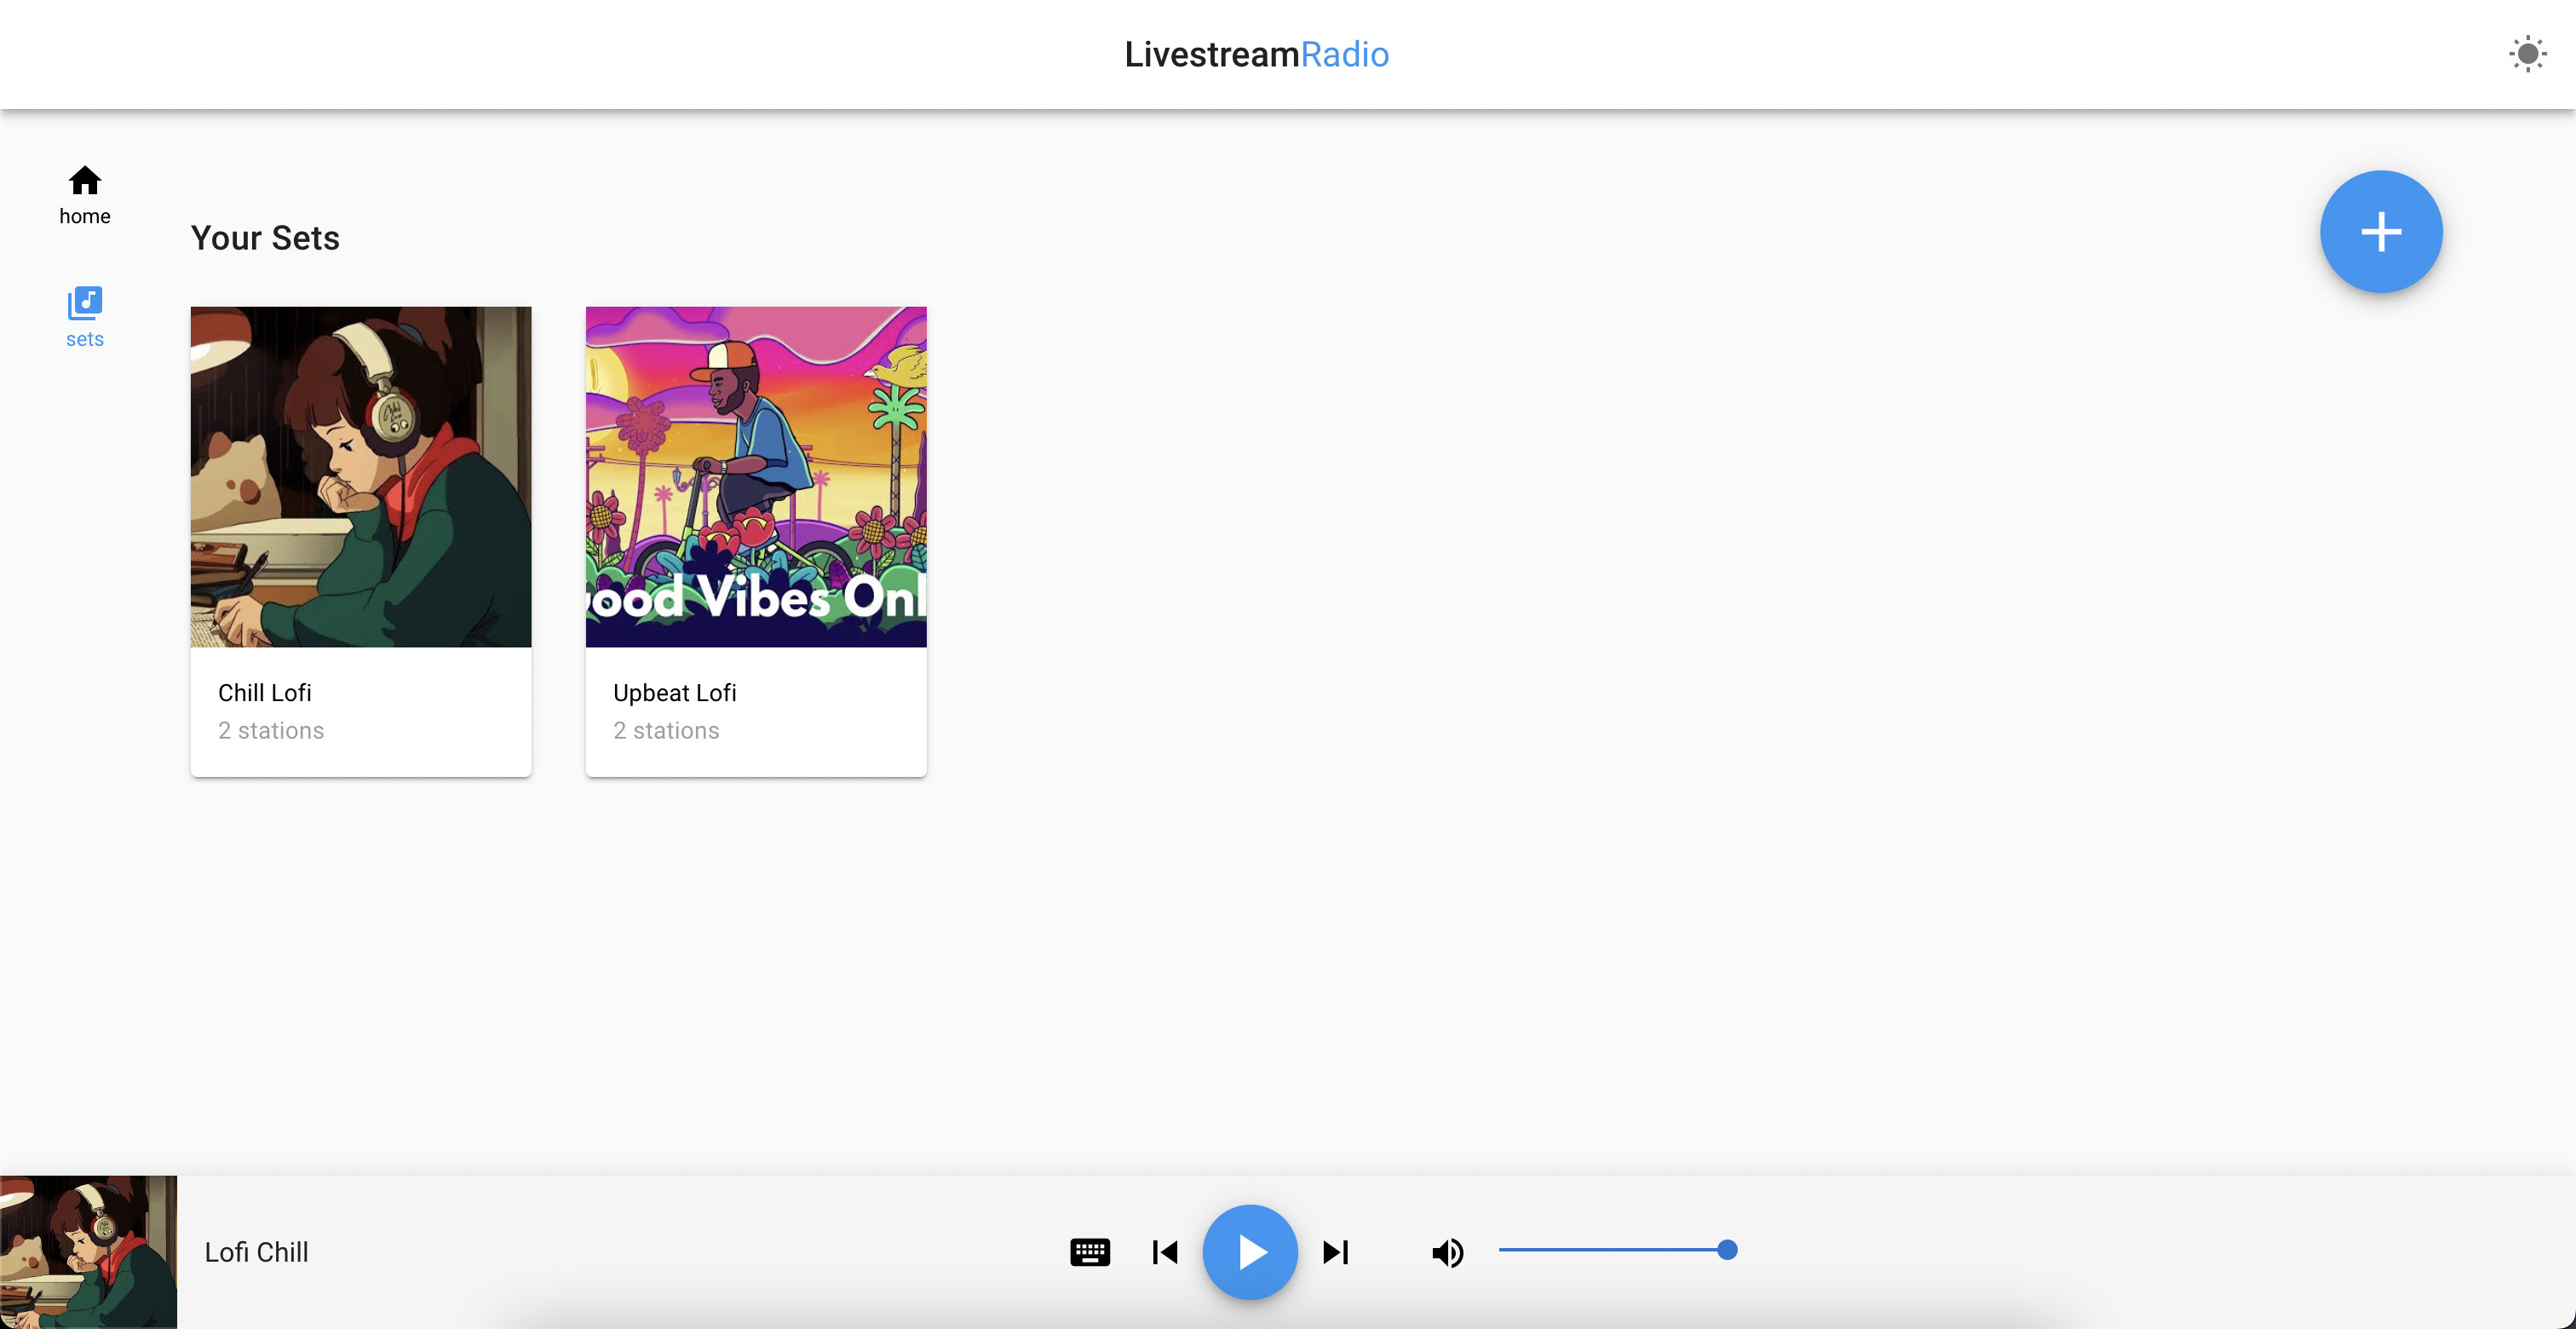 LivestreamRadio
home
Your Sets
sets
ood Vibes Onl
Chill Lofi
2 stations
Upbeat Lofi
2 stations
Lofi Chill